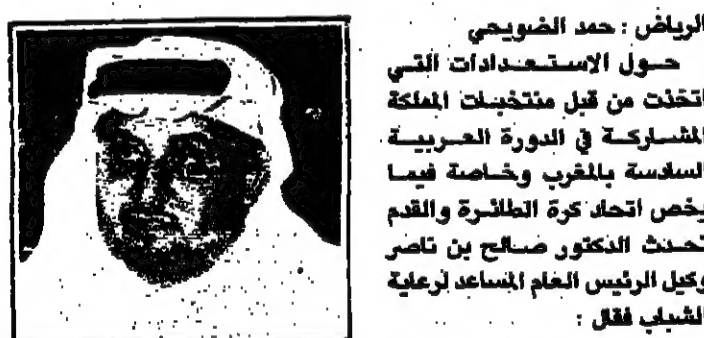 الرياض : حمد الضويحي
حول الاستعدادات التي
اتخذت من قبل منتخبات المملكة
المشاركة في الدورة العربية
السادسة بالمغرب وخاصة فيما
يخص اتحاد كرة الطائرة والقدم
تحدث الدكتور صالح بن ناصر
وكيل الرئيس العام المساعد لرعاية
الشباب فقال :